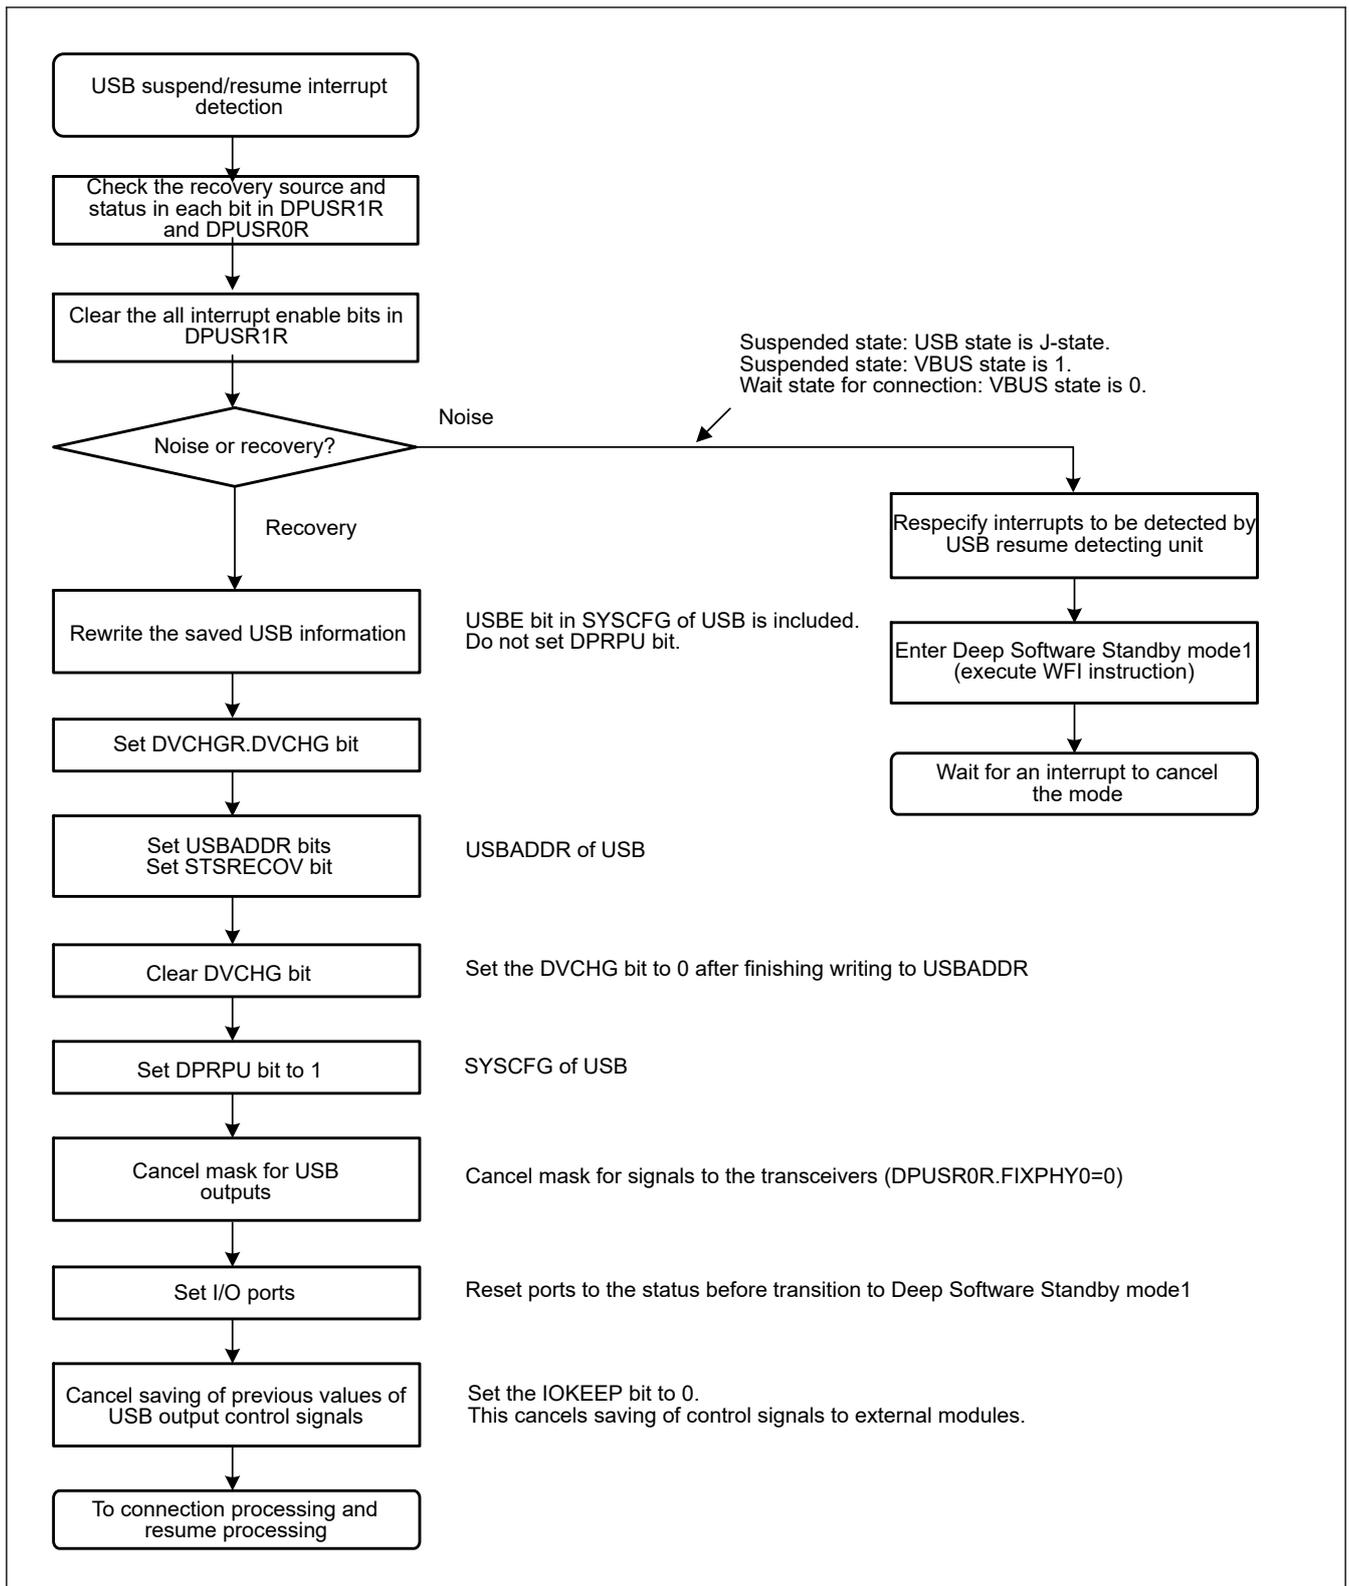 USB suspend/resume interrupt
detection
Check the recovery source and
status in each bit in DPUSR1R
and DPUSR0R
Clear the all interrupt enable bits in
DPUSR1R
Suspended state: USB state is J-state.
Suspended state: VBUS state is 1.
Wait state for connection: VBUS state is 0.
Noise
Noise or recovery?
Recovery
Respecify interrupts to be detected by
USB resume detecting unit
Enter Deep Software Standby mode1
(execute WFI instruction)
Wait for an interrupt to cancel
the mode
Rewrite the saved USB information
USBE bit in SYSCFG of USB is included.
Do not set DPRPU bit.
Set DVCHGR.DVCHG bit
Set USBADDR bits
Set STSRECOV bit
USBADDR of USB
Clear DVCHG bit
Set the DVCHG bit to 0 after finishing writing to USBADDR
Set DPRPU bit to 1
SYSCFG of USB
Cancel mask for USB
outputs
Cancel mask for signals to the transceivers (DPUSR0R.FIXPHY0=0)
Set I/O ports
Reset ports to the status before transition to Deep Software Standby mode1
Cancel saving of previous values of
USB output control signals
Set the IOKEEP bit to 0.
This cancels saving of control signals to external modules.
To connection processing and
resume processing